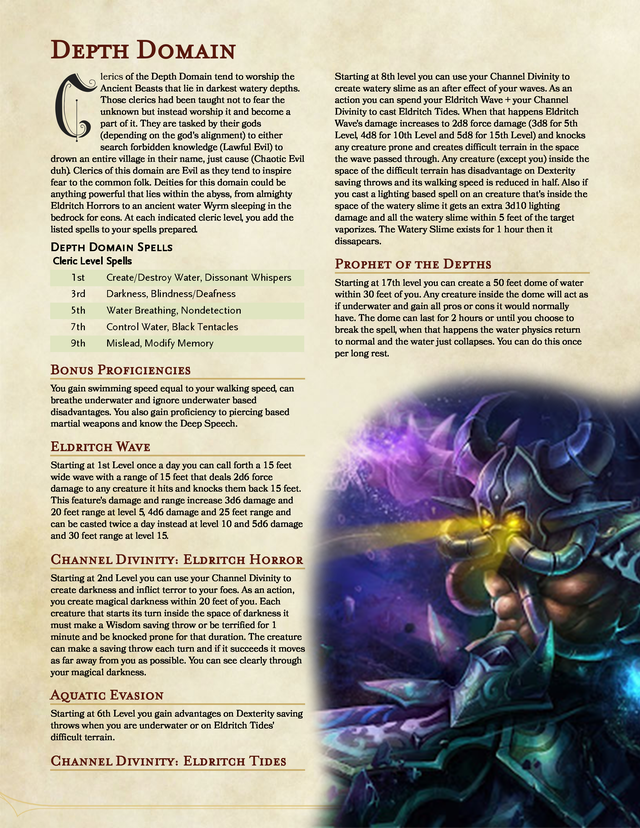 Depth Domain
Clerics of the Depth Domain tend to worship the
Ancient Beasts that lie in darkest watery depths.
Those clerics had been taught not to fear the
unknown but instead worship it and become a
part of it. They are tasked by their gods
(depending on the god's alignment) to either
search forbidden knowledge (Lawful Evil) to
drown an entire village in their name, just cause (Chaotic Evil
duh). Clerics of this domain are Evil as they tend to inspire
fear to the common folk. Deities for this domain could be
anything powerful that lies within the abyss, from almighty
Eldritch Horrors to an ancient water Wyrm sleeping in the
bedrock for eons. At each indicated cleric level, you add the
listed spells to your spells prepared.
Depth Domain Spells
Cleric Level Spells
1st Create/Destroy Water, Dissonant Whispers
3rd Darkness, Blindness/Deafness
5th Water Breathing, Nondetection
7th Control Water, Black Tentacles
9th Mislead, Modify Memory
Bonus Proficiencies
You gain swimming speed equal to your walking speed, can
breathe underwater and ignore underwater based
disadvantages. You also gain proficiency to piercing based
martial weapons and know the Deep Speech.
Eldritch Wave
Starting at 1st Level once a day you can call forth a 15 feet
wide wave with a range of 15 feet that deals 2d6 force
damage to any creature it hits and knocks them back 15 feet.
This feature's damage and range increase 3d6 damage and
20 feet range at level 5, 4d6 damage and 25 feet range and
can be casted twice a day instead at level 10 and 5d6 damage
and 30 feet range at level 15.
Channel Divinity: Eldritch Horror
Starting at 2nd Level you can use your Channel Divinity to
create darkness and inflict terror to your foes. As an action,
you create magical darkness within 20 feet of you. Each
creature that starts its turn inside the space of darkness it
must make a Wisdom saving throw or be terrified for 1
minute and be knocked prone for that duration. The creature
can make a saving throw each turn and if it succeeds it moves
as far away from you as possible. You can see clearly through
your magical darkness.
Aquatic Evasion
Starting at 6th Level you gain advantages on Dexterity saving
throws when you are underwater or on Eldritch Tides'
difficult terrain.
Channel Divinity: Eldritch Tides
Starting at 8th level you can use your Channel Divinity to
create watery slime as an after effect of your waves. As an
action you can spend your Eldritch Wave + your Channel
Divinity to cast Eldritch Tides. When that happens Eldritch
Wave's damage increases to 2d8 force damage (3d8 for 5th
Level, 4d8 for 10th Level and 5d8 for 15th Level) and knocks
any creature prone and creates difficult terrain in the space
the wave passed through. Any creature (except you) inside the
space of the difficult terrain has disadvantage on Dexterity
saving throws and its walking speed is reduced in half. Also if
you cast a lighting based spell on an creature that's inside the
space of the watery slime it gets an extra 3d10 lighting
damage and all the watery slime within 5 feet of the target
vaporizes. The Watery Slime exists for 1 hour then it
dissapears.
Prophet of the Depths
Starting at 17th level you can create a 50 feet dome of water
within 30 feet of you. Any creature inside the dome will act as
if underwater and gain all pros or cons it would normally
have. The dome can last for 2 hours or until you choose to
break the spell, when that happens the water physics return
to normal and the water just collapses. You can do this once
per long rest.